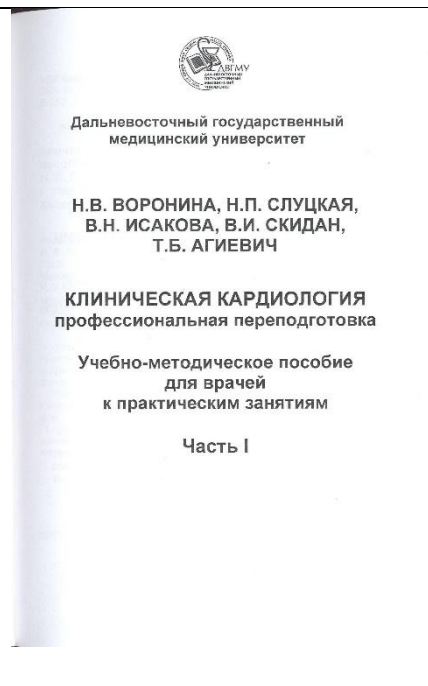 ДВГМУ
Дальневосточный государственный
медицинский университет
Н.В. ВОРОНИНА, Н.П. СЛУЦКАЯ,
В.Н. ИСАКОВА, В.И. СКИДАН,
Т.Б. АГИЕВИЧ
КЛИНИЧЕСКАЯ КАРДИОЛОГИЯ
профессиональная переподготовка
Учебно-методическое пособие
для врачей
к практическим занятиям
Часть I